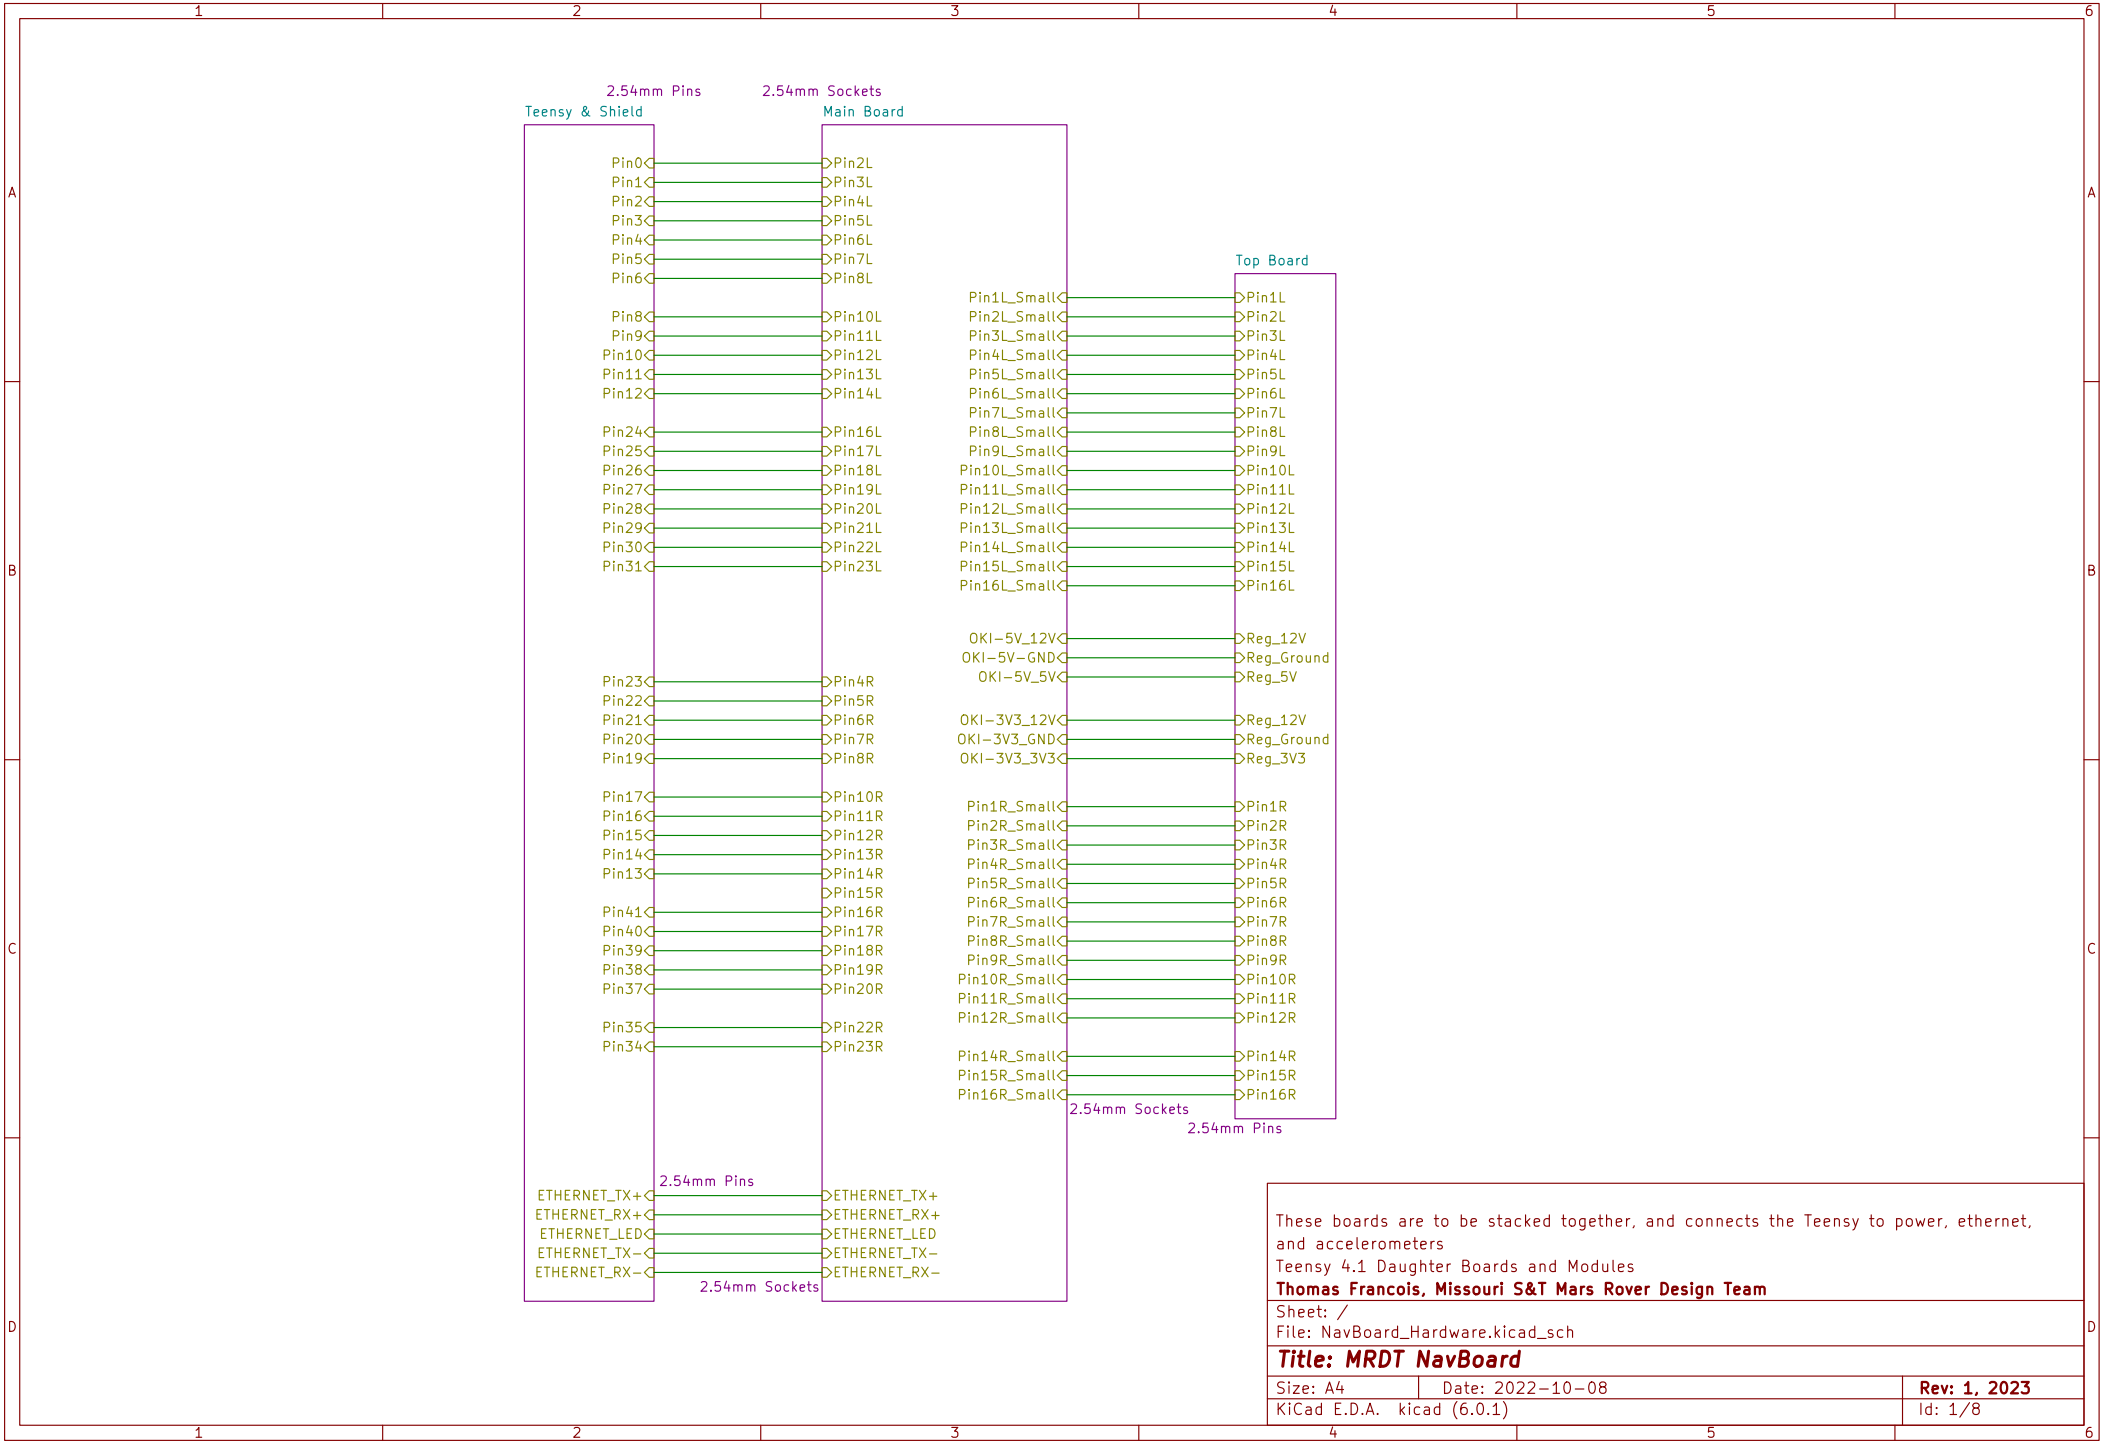 1 2 3 4 5 6
2.54mm Pins 2.54mm Sockets
Teensy & Shield Main Board
Pin0 Pin2L
Pin1 Pin3L
A A
Pin2 Pin4L
Pin3 Pin5L
Pin4 Pin6L
Pin5 Pin7L
Top Board
Pin6 Pin8L
Pin1L_Small Pin1L
Pin8 Pin10L Pin2L_Small Pin2L
Pin9 Pin11L Pin3L_Small Pin3L
Pin10 Pin12L Pin4L_Small Pin4L
Pin11 Pin13L Pin5L_Small Pin5L
Pin12 Pin14L Pin6L_Small Pin6L
Pin7L_Small Pin7L
Pin24 Pin16L Pin8L_Small Pin8L
Pin25 Pin17L Pin9L_Small Pin9L
Pin26 Pin18L Pin10L_Small Pin10L
Pin27 Pin19L Pin11L_Small Pin11L
Pin28 Pin20L Pin12L_Small Pin12L
Pin29 Pin21L Pin13L_Small Pin13L
Pin30 Pin22L Pin14L_Small Pin14L
B Pin31 Pin23L Pin15L_Small Pin15L B
Pin16L_Small Pin16L
OKI-5V_12V Reg_12V
OKI-5V-GND Reg_Ground
OKI-5V_5V Reg_5V
Pin23 Pin4R
Pin22 Pin5R
Pin21 Pin6R OKI-3V3_12V Reg_12V
Pin20 Pin7R OKI-3V3_GND Reg_Ground
Pin19 Pin8R OKI-3V3_3V3 Reg_3V3
Pin17 Pin10R
Pin1R_Small Pin1R
Pin16 Pin11R
Pin2R_Small Pin2R
Pin15 Pin12R
Pin3R_Small Pin3R
Pin14 Pin13R
Pin4R_Small Pin4R
Pin13 Pin14R
Pin5R_Small Pin5R
Pin15R
Pin6R_Small Pin6R
Pin41 Pin16R
Pin7R_Small Pin7R
Pin40 Pin17R
Pin8R_Small Pin8R
C Pin39 Pin18R C
Pin9R_Small Pin9R
Pin38 Pin19R
Pin10R_Small Pin10R
Pin37 Pin20R
Pin11R_Small Pin11R
Pin12R_Small Pin12R
Pin35 Pin22R
Pin34 Pin23R
Pin14R_Small Pin14R
Pin15R_Small Pin15R
Pin16R_Small Pin16R
2.54mm Sockets
2.54mm Pins
2.54mm Pins
ETHERNET_TX+ ETHERNET_TX+
ETHERNET_RX+ ETHERNET_RX+
ETHERNET_LED ETHERNET_LED
ETHERNET_TX- ETHERNET_TX-
ETHERNET_RX- ETHERNET_RX-
2.54mm Sockets
These boards are to be stacked together, and connects the Teensy to power, ethernet,
and accelerometers
Teensy 4.1 Daughter Boards and Modules
Thomas Francois, Missouri S&T Mars Rover Design Team
Sheet: /
D D
File: NavBoard_Hardware.kicad_sch
Title: MRDT NavBoard
Size: A4 Date: 2022-10-08 Rev: 1, 2023
KiCad E.D.A. kicad (6.0.1) Id: 1/8
1 2 3 4 5 6